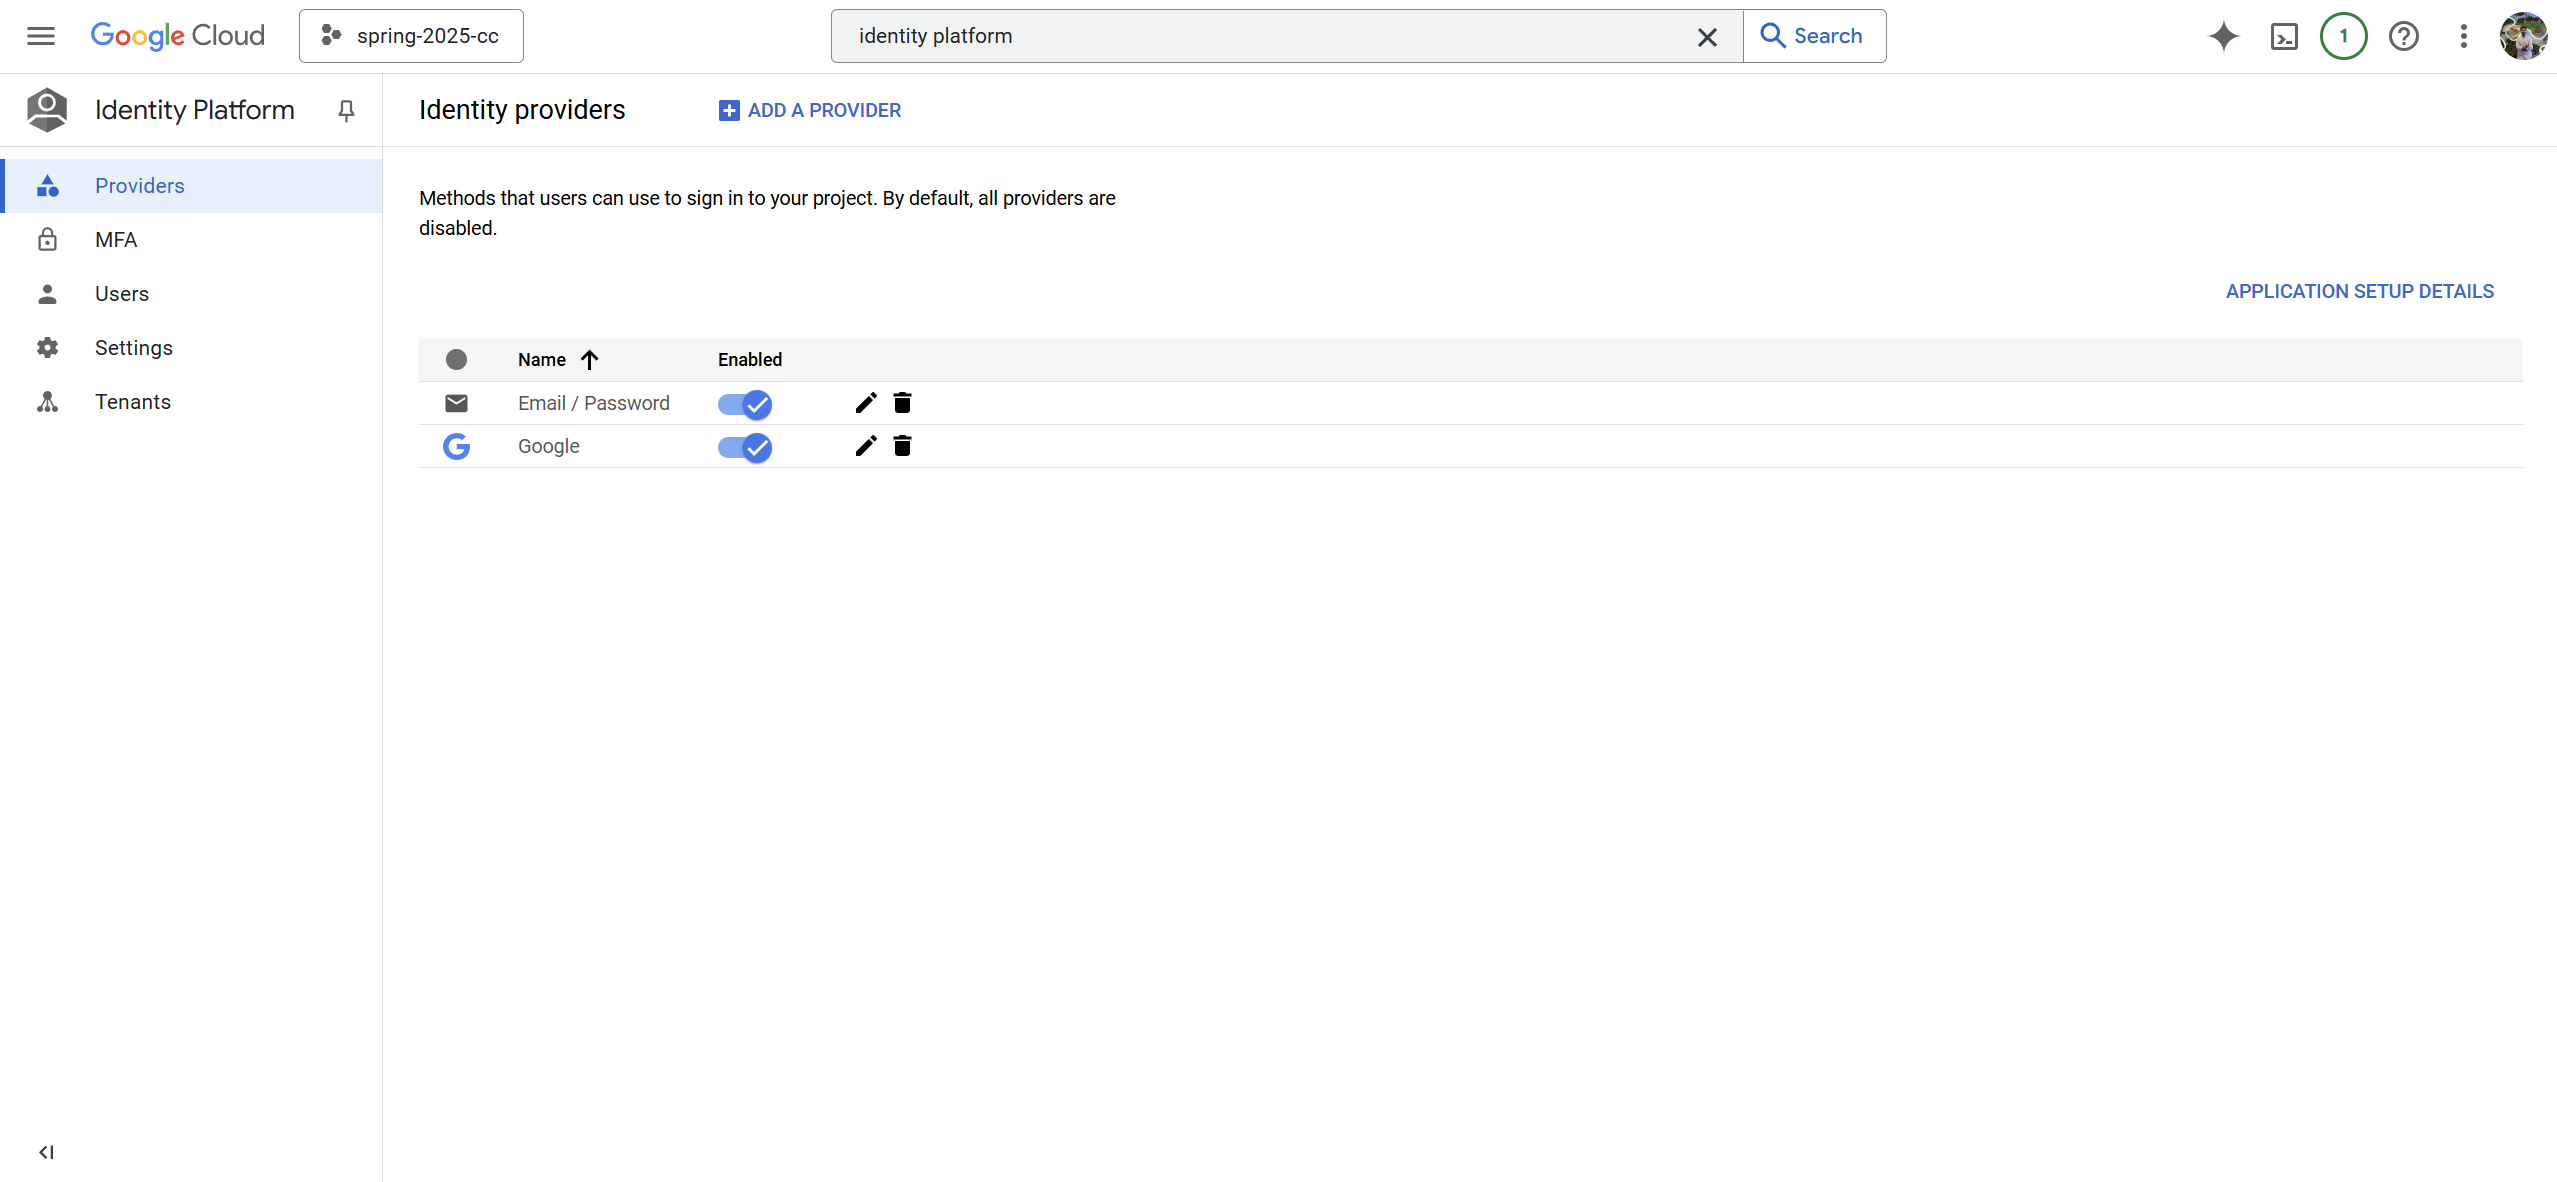 Google Cloud
spring-2025-cc
identity platform
Search
1
Identity Platform
Identity providers
ADD A PROVIDER
Providers
MFA
Users
Settings
Tenants
Methods that users can use to sign in to your project. By default, all providers are
disabled.
APPLICATION SETUP DETAILS
Name Enabled
Email / Password
Google